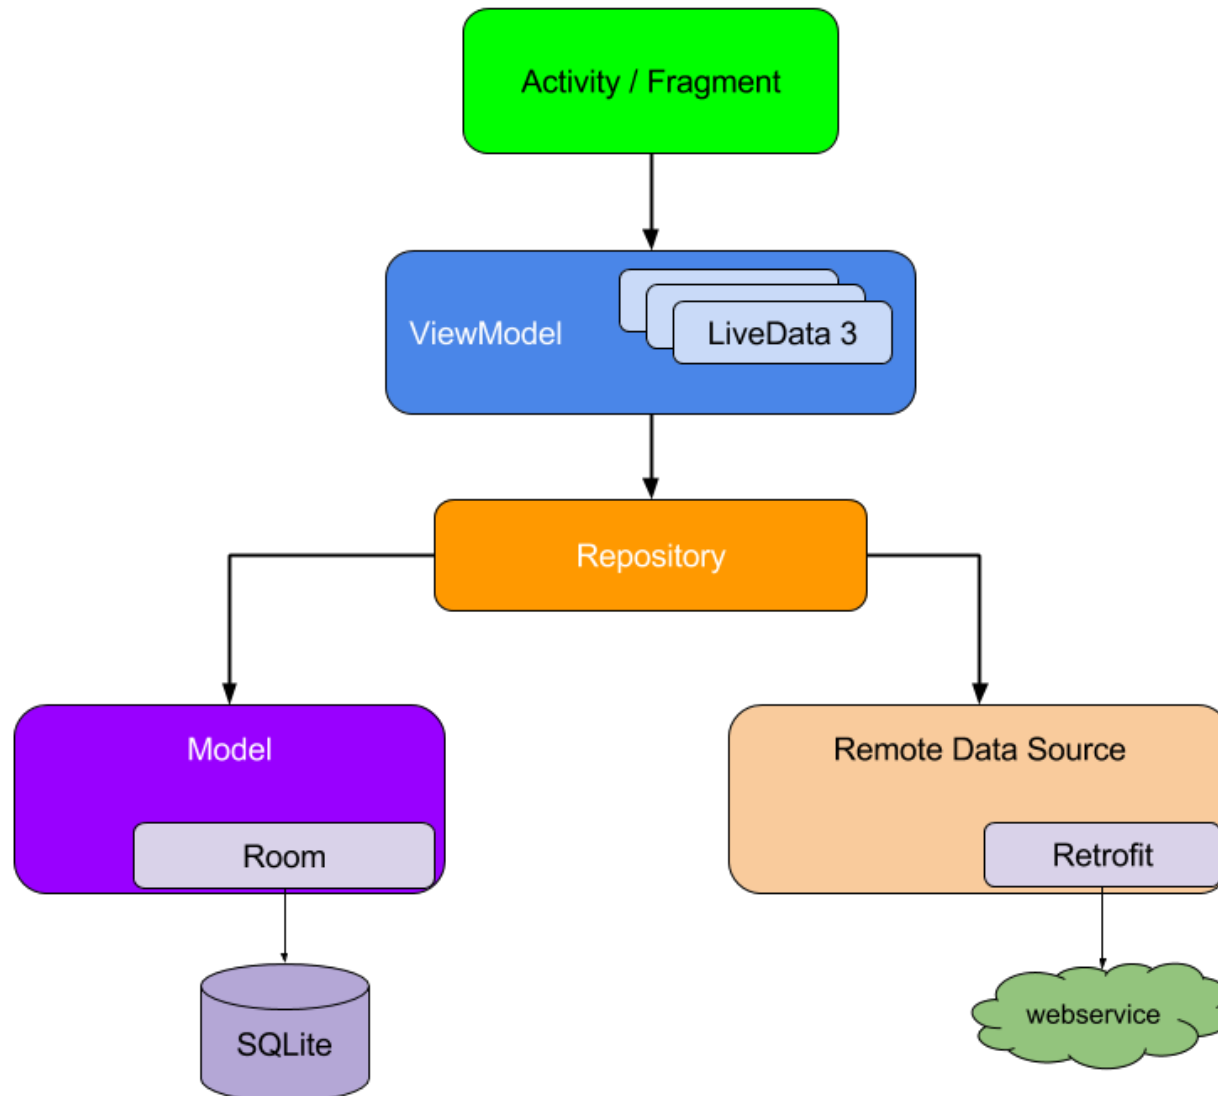 Activity / Fragment
ViewModel
LiveData 3
Repository
Model
Remote Data Source
Room
Retrofit
SQLite
webservice